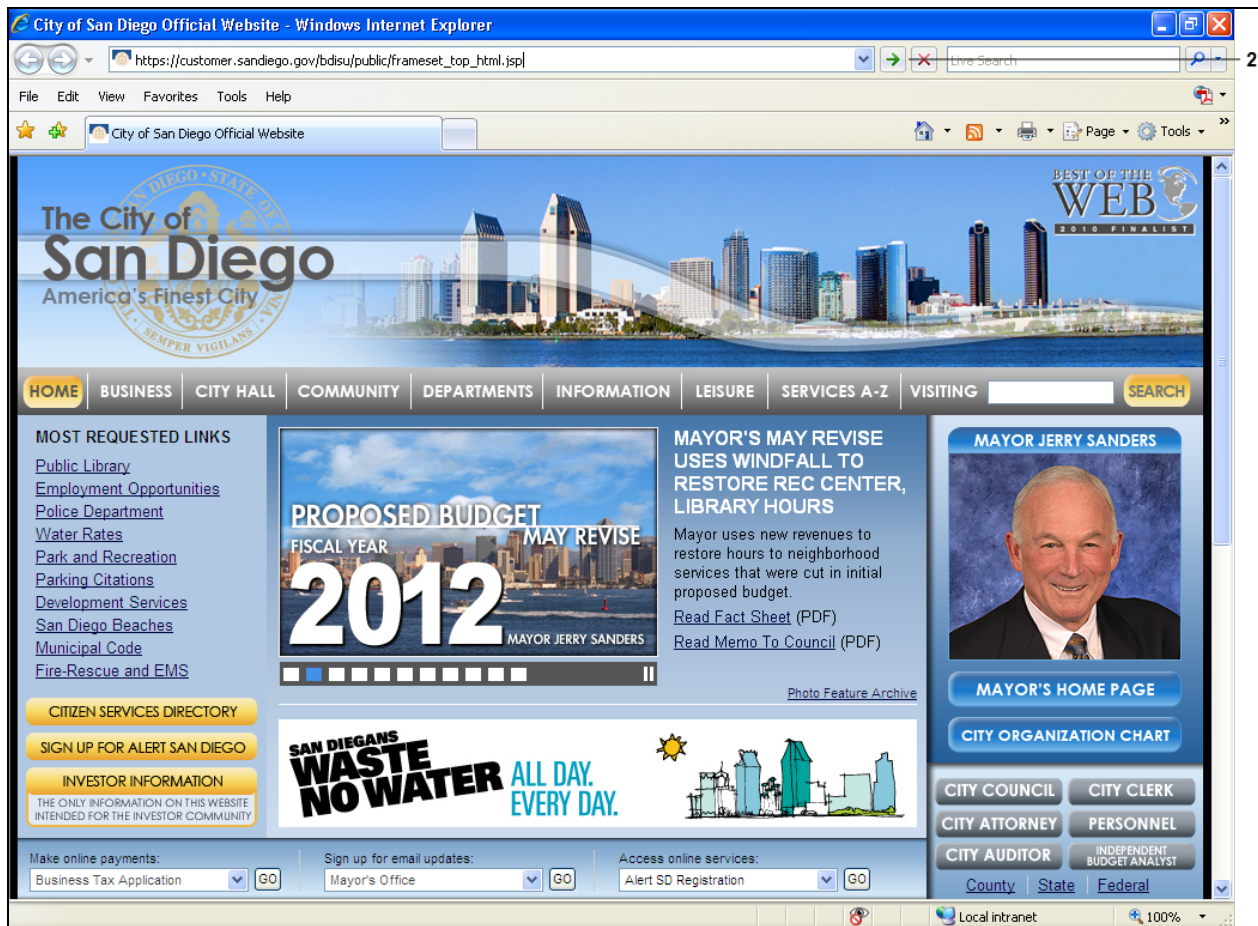 City of San Diego Official Website - Windows Internet Explorer
https://customer.sandiego.gov/bdisu/public/frameset_top_html.jsp
Live Search
2
File Edit View Favorites Tools Help
City of San Diego Official Website
Page Tools
The City of
San Diego
America's Finest City
SEMPER VIGILANS
BEST OF THE
WEB
2010 FINALIST
HOME BUSINESS CITY HALL COMMUNITY DEPARTMENTS INFORMATION LEISURE SERVICES A-Z VISITING SEARCH
MOST REQUESTED LINKS
Public Library
Employment Opportunities
Police Department
Water Rates
Park and Recreation
Parking Citations
Development Services
San Diego Beaches
Municipal Code
Fire-Rescue and EMS
CITIZEN SERVICES DIRECTORY
SIGN UP FOR ALERT SAN DIEGO
INVESTOR INFORMATION
THE ONLY INFORMATION ON THIS WEBSITE
INTENDED FOR THE INVESTOR COMMUNITY
PROPOSED BUDGET
MAY REVISE
FISCAL YEAR
2012
MAYOR JERRY SANDERS
MAYOR'S MAY REVISE
USES WINDFALL TO
RESTORE REC CENTER,
LIBRARY HOURS
Mayor uses new revenues to
restore hours to neighborhood
services that were cut in initial
proposed budget.
Read Fact Sheet (PDF)
Read Memo To Council (PDF)
Photo Feature Archive
SAN DIEGANS
WASTE
NO WATER
ALL DAY.
EVERY DAY.
MAYOR JERRY SANDERS
MAYOR'S HOME PAGE
CITY ORGANIZATION CHART
CITY COUNCIL CITY CLERK
CITY ATTORNEY PERSONNEL
CITY AUDITOR INDEPENDENT
BUDGET ANALYST
County State Federal
Make online payments:
Business Tax Application GO
Sign up for email updates:
Mayor's Office GO
Access online services:
Alert SD Registration GO
Local intranet 100%